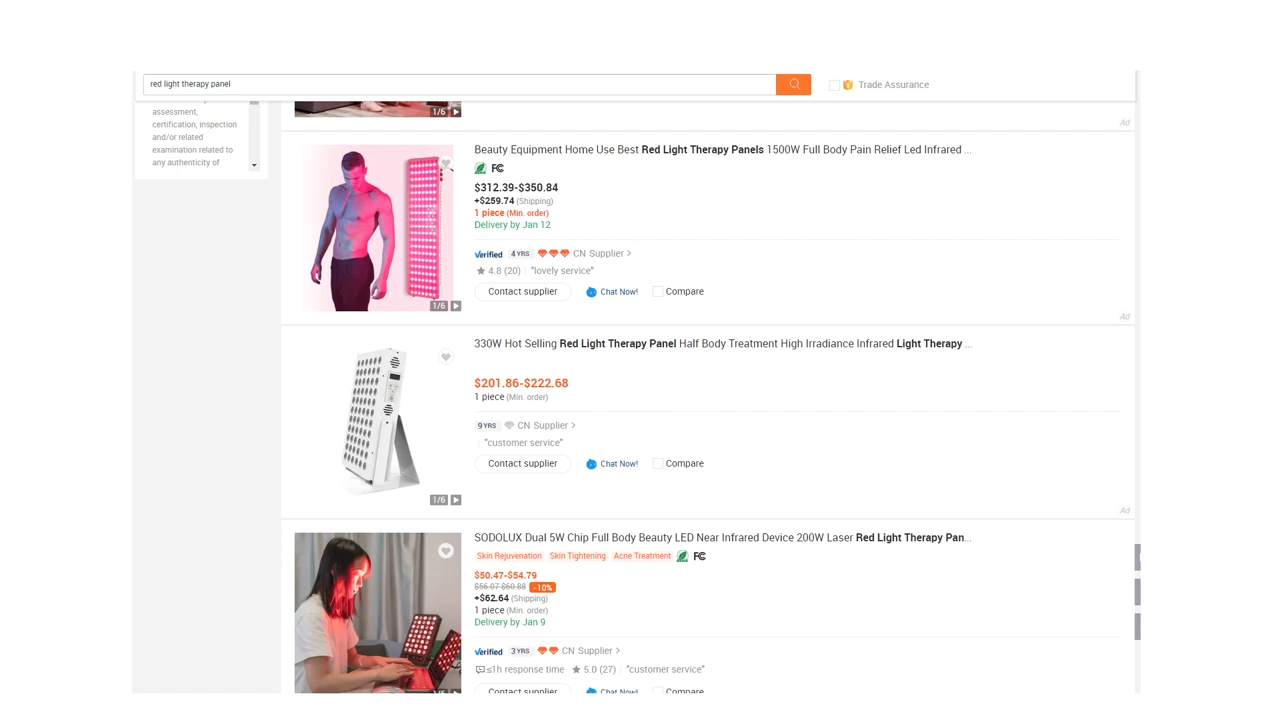 red light therapy panel
Trade Assurance
assessment,
certification, inspection
and/or related
examination related to
any authenticity of
1/6
Ad
Beauty Equipment Home Use Best Red Light Therapy Panels 1500W Full Body Pain Relief Led Infrared ...
FC
$312.39-$350.84
+$259.74 (Shipping)
1 piece (Min. order)
Delivery by Jan 12
Verified 4 YRS CN Supplier >
4.8 (20) "lovely service"
Contact supplier Chat Now! Compare
1/6
Ad
330W Hot Selling Red Light Therapy Panel Half Body Treatment High Irradiance Infrared Light Therapy ...
$201.86-$222.68
1 piece (Min. order)
9 YRS CN Supplier >
"customer service"
Contact supplier Chat Now! Compare
1/6
Ad
SODOLUX Dual 5W Chip Full Body Beauty LED Near Infrared Device 200W Laser Red Light Therapy Pan...
Skin Rejuvenation Skin Tightening Acne Treatment FC
$50.47-$54.79
$56.07-$60.88 -10%
+$62.64 (Shipping)
1 piece (Min. order)
Delivery by Jan 9
Verified 3 YRS CN Supplier >
≤1h response time 5.0 (27) "customer service"
Contact supplier Chat Now! Compare